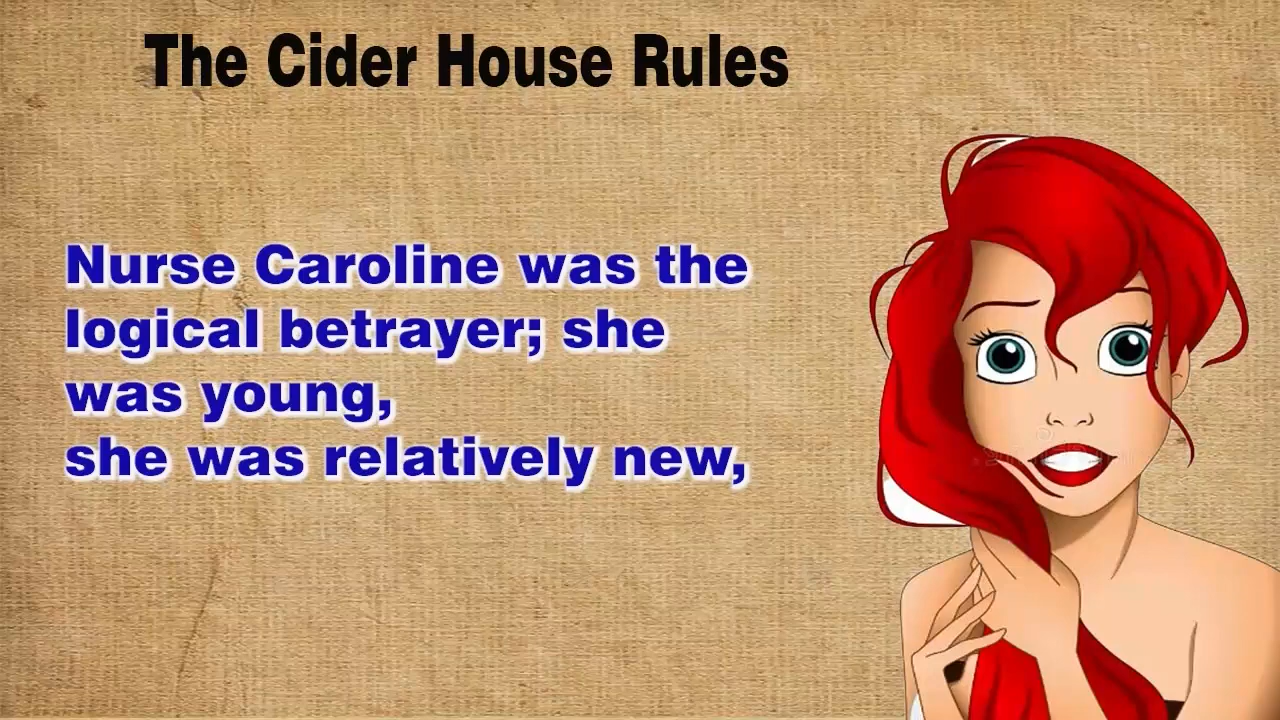 The Cider House Rules
Nurse Caroline was the
logical betrayer; she
was young,
she was relatively new,